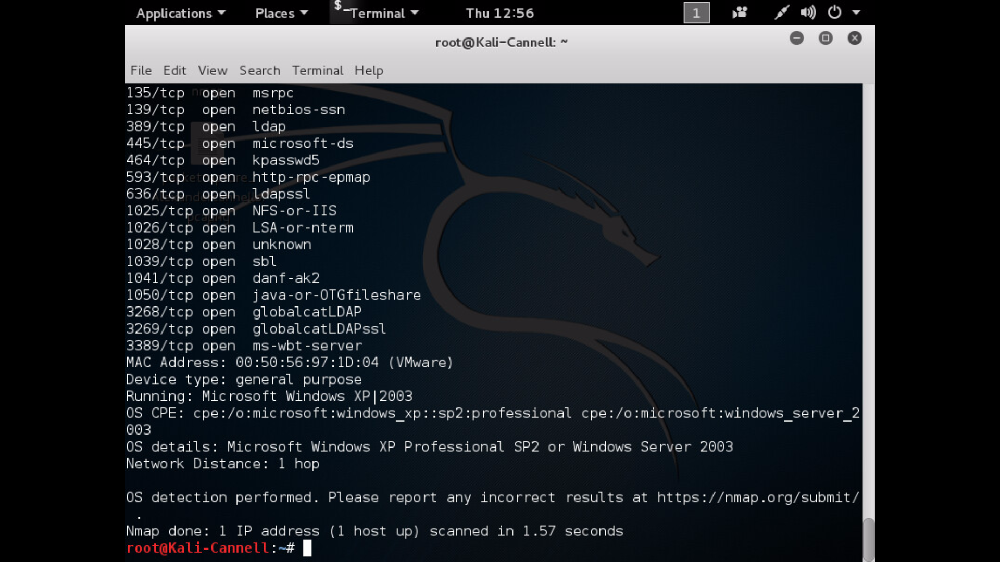 Applications Places $_ Terminal Thu 12:56 1
root@Kali-Cannell: ~
File Edit View Search Terminal Help
135/tcp open msrpc
139/tcp open netbios-ssn
389/tcp open ldap
445/tcp open microsoft-ds
464/tcp open kpasswd5
593/tcp open http-rpc-epmap
636/tcp open ldapssl
1025/tcp open NFS-or-IIS
1026/tcp open LSA-or-nterm
1028/tcp open unknown
1039/tcp open sbl
1041/tcp open danf-ak2
1050/tcp open java-or-OTGfileshare
3268/tcp open globalcatLDAP
3269/tcp open globalcatLDAPssl
3389/tcp open ms-wbt-server
MAC Address: 00:50:56:97:1D:04 (VMware)
Device type: general purpose
Running: Microsoft Windows XP|2003
OS CPE: cpe:/o:microsoft:windows_xp::sp2:professional cpe:/o:microsoft:windows_server_2
003
OS details: Microsoft Windows XP Professional SP2 or Windows Server 2003
Network Distance: 1 hop
OS detection performed. Please report any incorrect results at https://nmap.org/submit/
.
Nmap done: 1 IP address (1 host up) scanned in 1.57 seconds
root@Kali-Cannell:~#